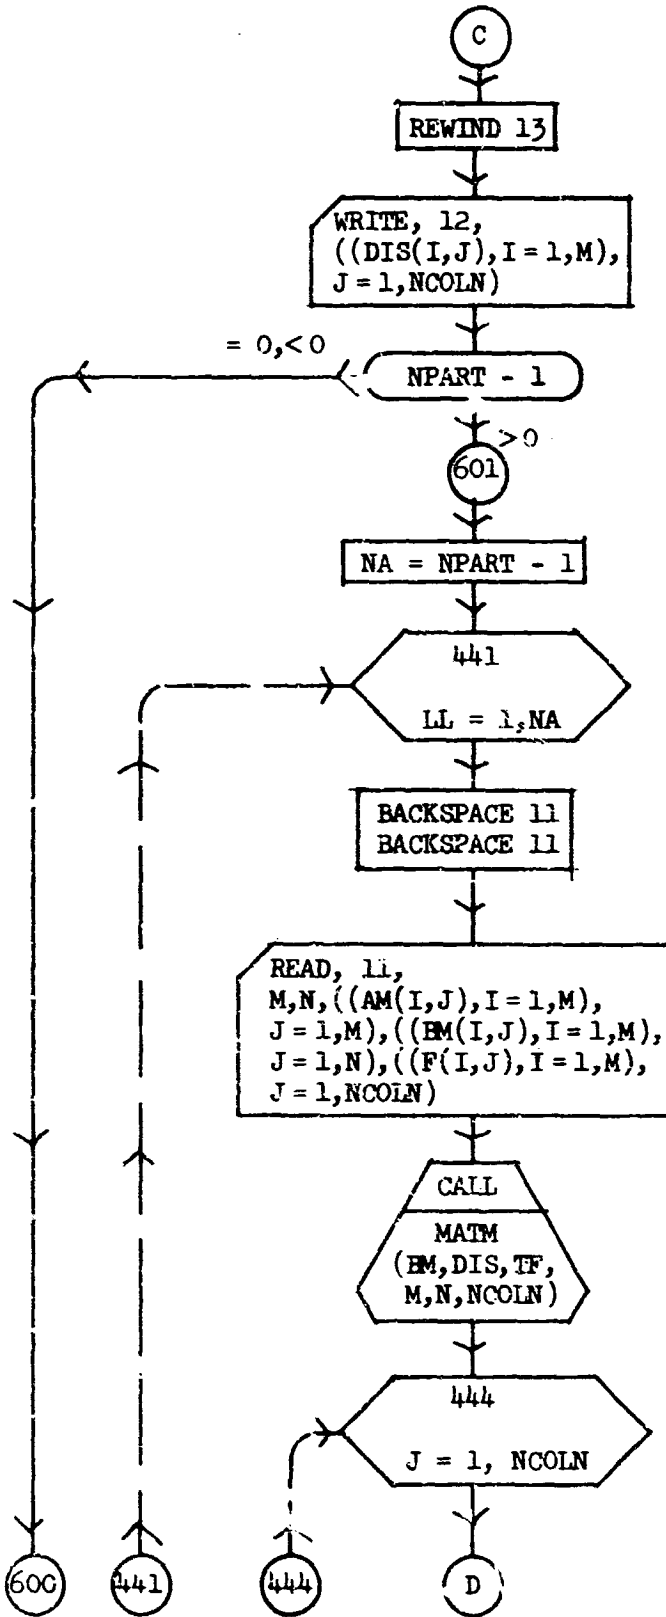 C
REWIND 13
WRITE, 12,
((DIS(I,J),I=1,M),
J=1,NCOLN)
= 0,<0
NPART - 1
>0
601
NA = NPART - 1
441
LL = 1,NA
BACKSPACE 11
BACKSPACE 11
READ, 11,
M,N,((AM(I,J),I=1,M),
J=1,M),((BM(I,J),I=1,M),
J=1,N),((F(I,J),I=1,M),
J=1,NCOLN)
CALL
MATM
(BM,DIS,TF,
M,N,NCOLN)
444
J = 1, NCOLN
600
441
444
D